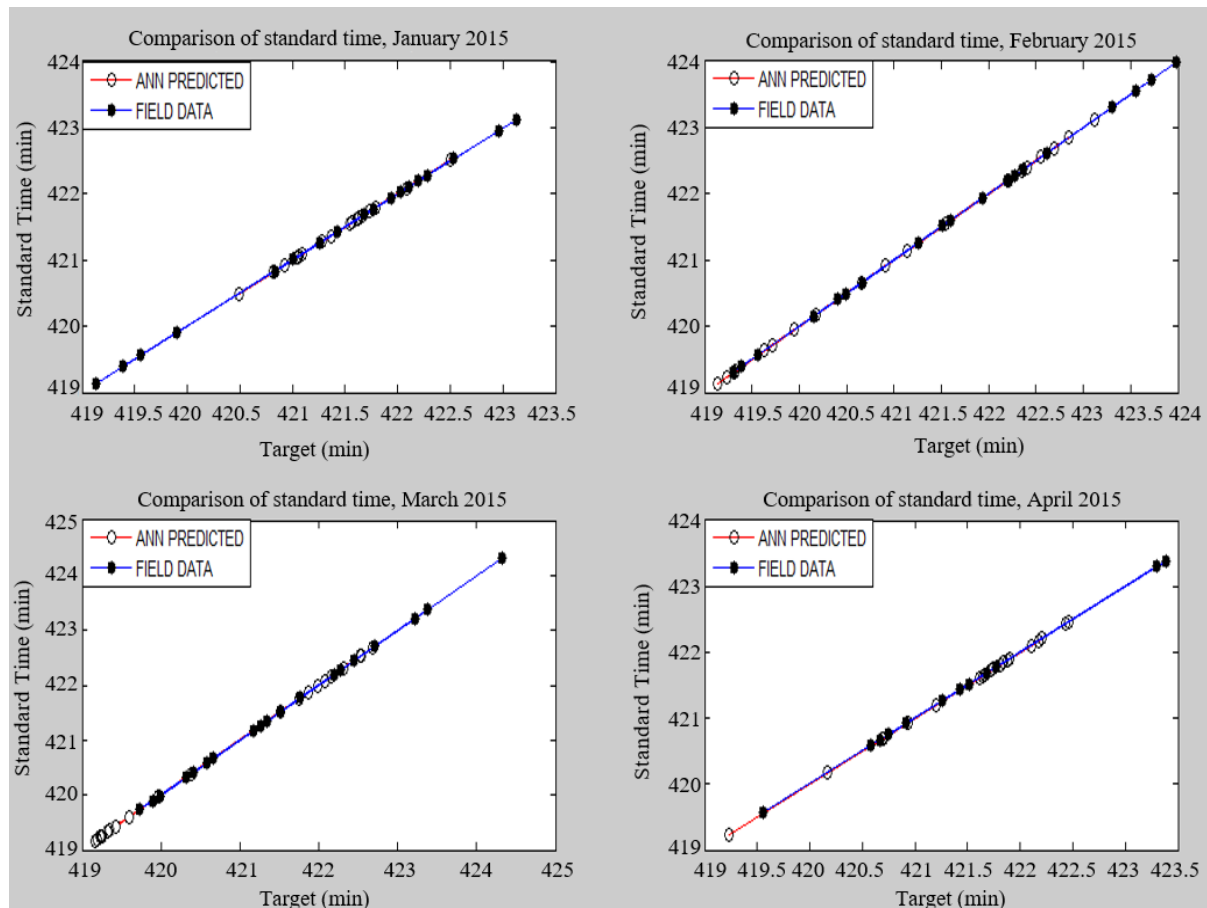 Comparison of standard time, January 2015
424
423
422
421
420
419
Standard Time (min)
ANN PREDICTED
FIELD DATA
419 419.5 420 420.5 421 421.5 422 422.5 423 423.5
Target (min)
Comparison of standard time, February 2015
424
423
422
421
420
419
Standard Time (min)
ANN PREDICTED
FIELD DATA
419 419.5 420 420.5 421 421.5 422 422.5 423 423.5 424
Target (min)
Comparison of standard time, March 2015
425
424
423
422
421
420
419
Standard Time (min)
ANN PREDICTED
FIELD DATA
419 420 421 422 423 424 425
Target (min)
Comparison of standard time, April 2015
424
423
422
421
420
419
Standard Time (min)
ANN PREDICTED
FIELD DATA
419 419.5 420 420.5 421 421.5 422 422.5 423 423.5
Target (min)